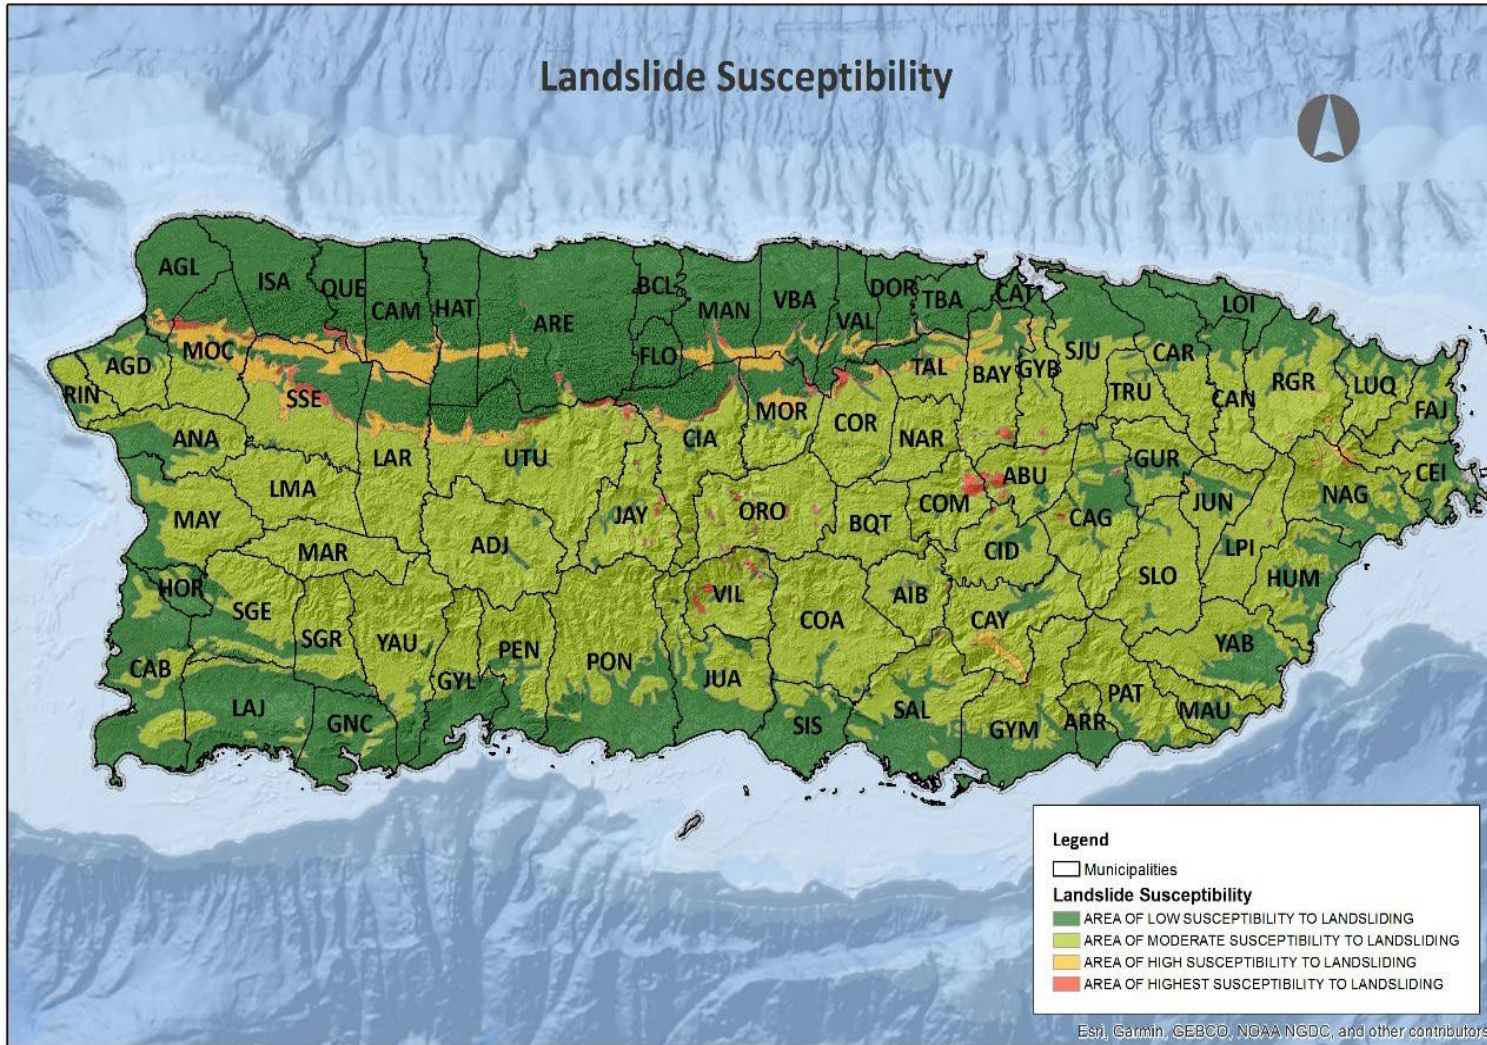 Landslide Susceptibility
AGL
ISA
QUE
CAM
HAT
ARE
BCL
FLO
MAN
VBA
VAL
DOR
TBA
CAT
LOI
AGD
MOC
RIN
SSE
TAL
BAY
GYB
SJU
CAR
TRU
CAN
RGR
LUQ
FAJ
ANA
LAR
UTU
CIA
MOR
COR
NAR
ABU
GUR
CEI
MAY
LMA
JAY
ORO
BQT
COM
CAG
JUN
NAG
MAR
ADJ
CID
LPI
HOR
SGE
VIL
AIB
SLO
HUM
CAB
SGR
YAU
GYL
PEN
PON
JUA
COA
CAY
YAB
LAJ
GNC
SIS
SAL
GYM
ARR
PAT
MAU
Legend
Municipalities
Landslide Susceptibility
AREA OF LOW SUSCEPTIBILITY TO LANDSLIDING
AREA OF MODERATE SUSCEPTIBILITY TO LANDSLIDING
AREA OF HIGH SUSCEPTIBILITY TO LANDSLIDING
AREA OF HIGHEST SUSCEPTIBILITY TO LANDSLIDING
Esri, Garmin, GEBCO, NOAA NGDC, and other contributors